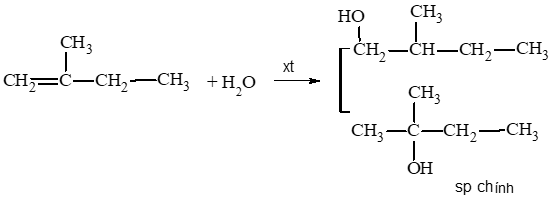 HO CH₃
CH₂—CH—CH₂—CH₃
CH₃
CH₂=C—CH₂—CH₃ + H₂O xt
CH₃
CH₃—C—CH₂—CH₃
OH
sp chính